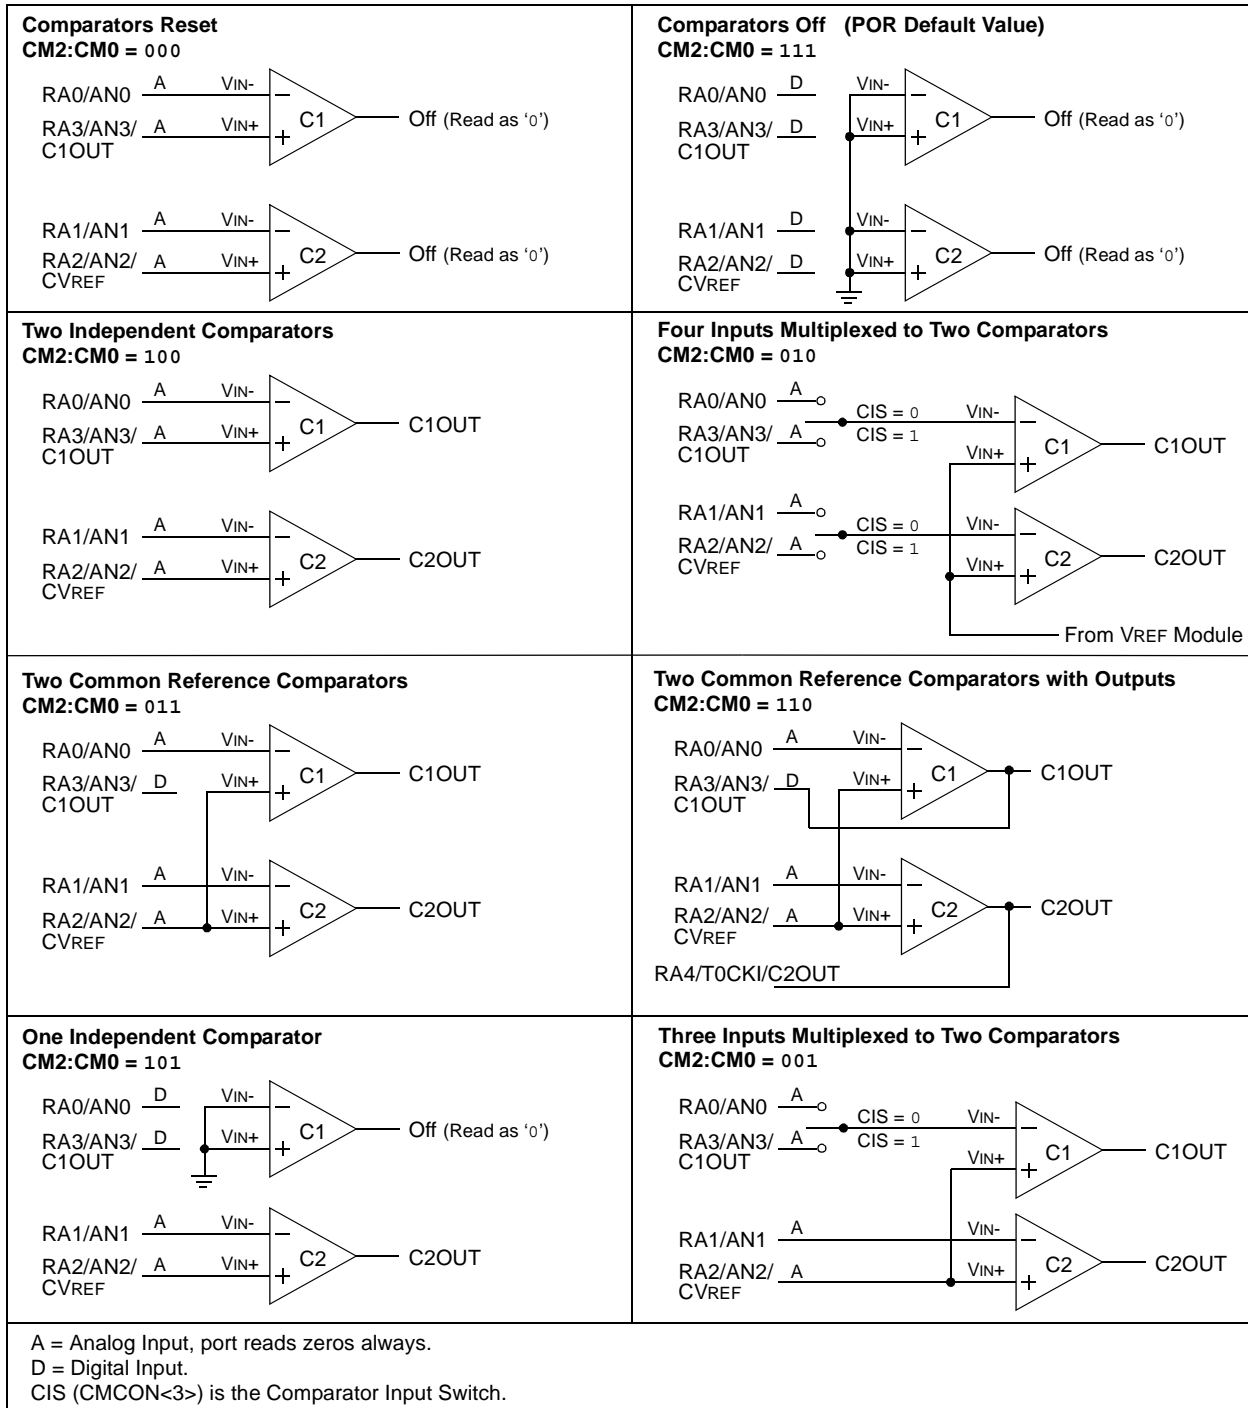 Comparators Reset
CM2:CM0 = 000
RA0/AN0 A VIN-
C1 Off (Read as ‘0’)
RA3/AN3/ A VIN+
C1OUT
RA1/AN1 A VIN-
C2 Off (Read as ‘0’)
RA2/AN2/ A VIN+
CVREF
Comparators Off (POR Default Value)
CM2:CM0 = 111
RA0/AN0 D VIN-
C1 Off (Read as ‘0’)
RA3/AN3/ D VIN+
C1OUT
RA1/AN1 D VIN-
C2 Off (Read as ‘0’)
RA2/AN2/ D VIN+
CVREF
Two Independent Comparators
CM2:CM0 = 100
RA0/AN0 A VIN-
C1 C1OUT
RA3/AN3/ A VIN+
C1OUT
RA1/AN1 A VIN-
C2 C2OUT
RA2/AN2/ A VIN+
CVREF
Four Inputs Multiplexed to Two Comparators
CM2:CM0 = 010
RA0/AN0 A
CIS = 0 VIN-
RA3/AN3/ A CIS = 1
C1OUT VIN+ C1 C1OUT
RA1/AN1 A
CIS = 0 VIN-
RA2/AN2/ A CIS = 1
CVREF VIN+ C2 C2OUT
From VREF Module
Two Common Reference Comparators
CM2:CM0 = 011
RA0/AN0 A VIN-
C1 C1OUT
RA3/AN3/ D VIN+
C1OUT
RA1/AN1 A VIN-
C2 C2OUT
RA2/AN2/ A VIN+
CVREF
Two Common Reference Comparators with Outputs
CM2:CM0 = 110
RA0/AN0 A VIN-
C1 C1OUT
RA3/AN3/ D VIN+
C1OUT
RA1/AN1 A VIN-
C2 C2OUT
RA2/AN2/ A VIN+
CVREF
RA4/T0CKI/C2OUT
One Independent Comparator
CM2:CM0 = 101
RA0/AN0 D VIN-
C1 Off (Read as ‘0’)
RA3/AN3/ D VIN+
C1OUT
RA1/AN1 A VIN-
C2 C2OUT
RA2/AN2/ A VIN+
CVREF
Three Inputs Multiplexed to Two Comparators
CM2:CM0 = 001
RA0/AN0 A
CIS = 0 VIN-
RA3/AN3/ A CIS = 1
C1OUT VIN+ C1 C1OUT
RA1/AN1 A VIN-
C2 C2OUT
RA2/AN2/ A VIN+
CVREF
A = Analog Input, port reads zeros always.
D = Digital Input.
CIS (CMCON<3>) is the Comparator Input Switch.